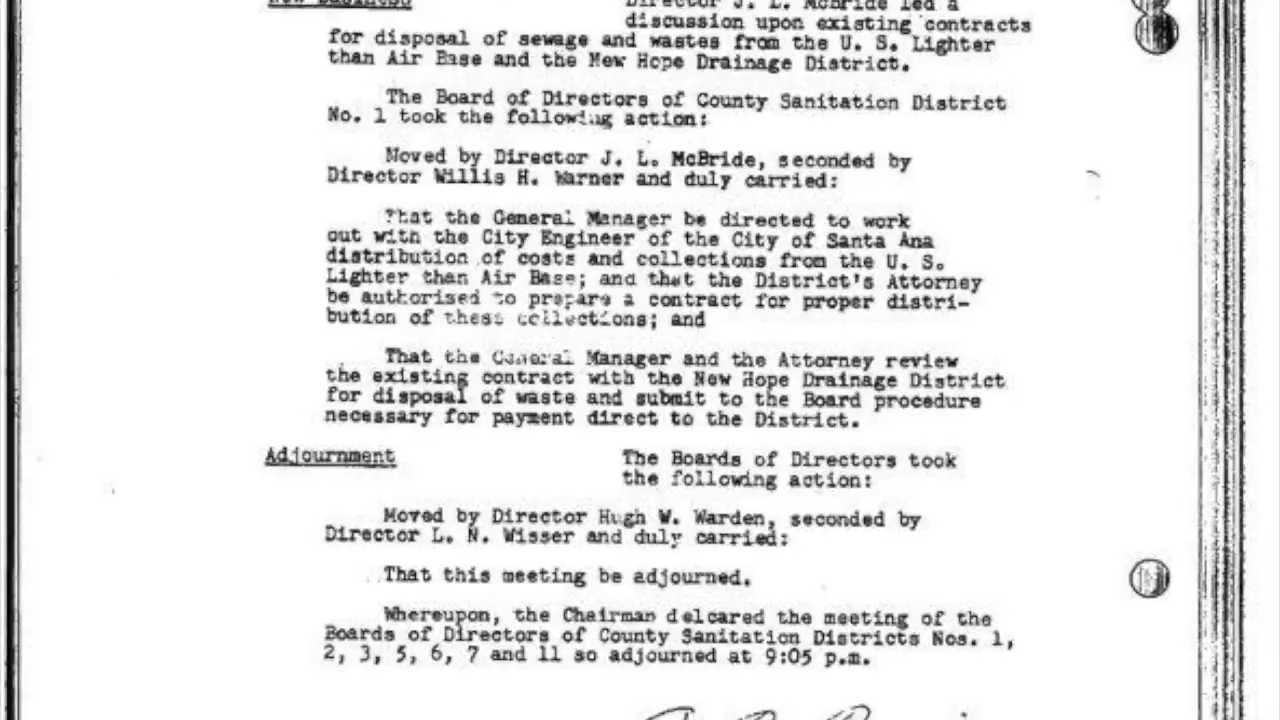 New Business
Director J. L. McBride led a
discussion upon existing contracts
for disposal of sewage and wastes from the U. S. Lighter
than Air Base and the New Hope Drainage District.
The Board of Directors of County Sanitation District
No. 1 took the following action:
Moved by Director J. L. McBride, seconded by
Director Willis H. Warner and duly carried:
That the General Manager be directed to work
out with the City Engineer of the City of Santa Ana
distribution of costs and collections from the U. S.
Lighter than Air Base; and that the District's Attorney
be authorised to prepare a contract for proper distri-
bution of these collections; and
That the General Manager and the Attorney review
the existing contract with the New Hope Drainage District
for disposal of waste and submit to the Board procedure
necessary for payment direct to the District.
Adjournment
The Boards of Directors took
the following action:
Moved by Director Hugh W. Warden, seconded by
Director L. N. Wisser and duly carried:
That this meeting be adjourned.
Whereupon, the Chairman delcared the meeting of the
Boards of Directors of County Sanitation Districts Nos. 1,
2, 3, 5, 6, 7 and 11 so adjourned at 9:05 p.m.